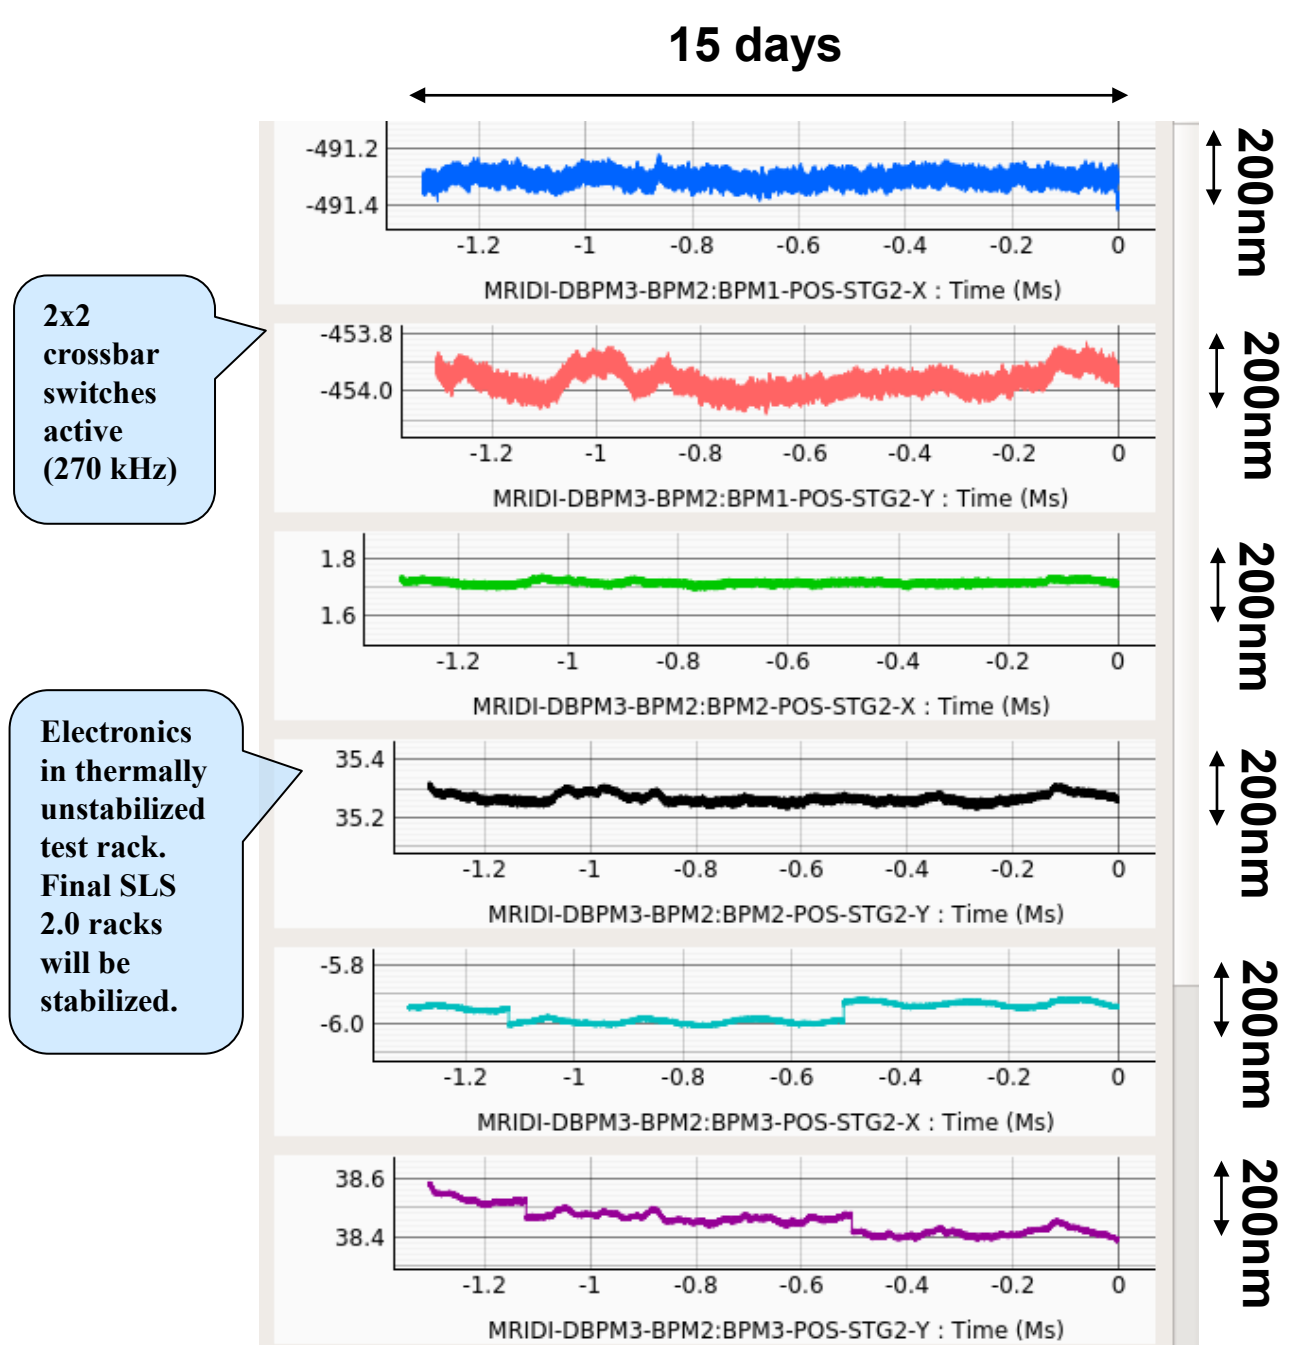 15 days
-491.2
-491.4
-1.2 -1 -0.8 -0.6 -0.4 -0.2 0
MRIDI-DBPM3-BPM2:BPM1-POS-STG2-X : Time (Ms)
200nm
2x2
crossbar
switches
active
(270 kHz)
-453.8
-454.0
-1.2 -1 -0.8 -0.6 -0.4 -0.2 0
MRIDI-DBPM3-BPM2:BPM1-POS-STG2-Y : Time (Ms)
200nm
1.8
1.6
-1.2 -1 -0.8 -0.6 -0.4 -0.2 0
MRIDI-DBPM3-BPM2:BPM2-POS-STG2-X : Time (Ms)
200nm
Electronics
in thermally
unstabilized
test rack.
Final SLS
2.0 racks
will be
stabilized.
35.4
35.2
-1.2 -1 -0.8 -0.6 -0.4 -0.2 0
MRIDI-DBPM3-BPM2:BPM2-POS-STG2-Y : Time (Ms)
200nm
-5.8
-6.0
-1.2 -1 -0.8 -0.6 -0.4 -0.2 0
MRIDI-DBPM3-BPM2:BPM3-POS-STG2-X : Time (Ms)
200nm
38.6
38.4
-1.2 -1 -0.8 -0.6 -0.4 -0.2 0
MRIDI-DBPM3-BPM2:BPM3-POS-STG2-Y : Time (Ms)
200nm